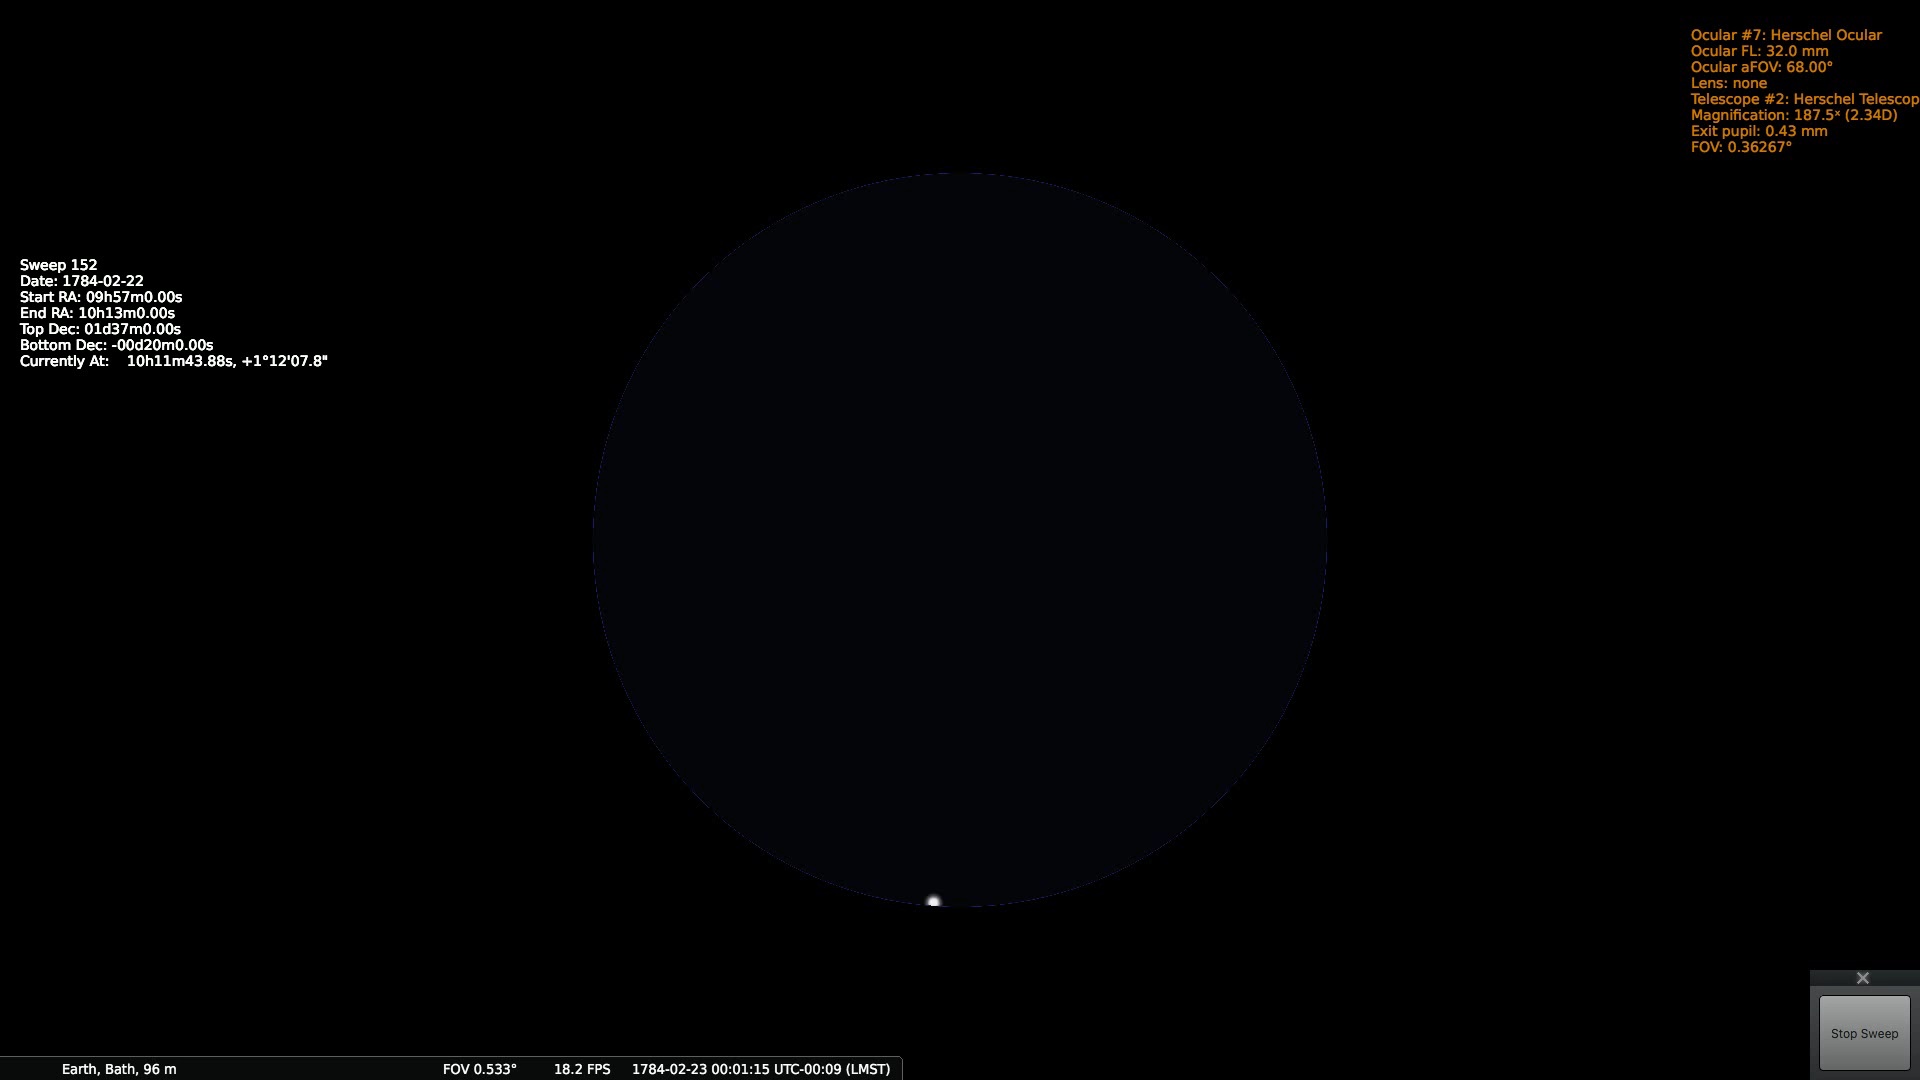 Ocular #7: Herschel Ocular
Ocular FL: 32.0 mm
Ocular aFOV: 68.00°
Lens: none
Telescope #2: Herschel Telescop
Magnification: 187.5ˣ (2.34D)
Exit pupil: 0.43 mm
FOV: 0.36267°
Sweep 152
Date: 1784-02-22
Start RA: 09h57m0.00s
End RA: 10h13m0.00s
Top Dec: 01d37m0.00s
Bottom Dec: -00d20m0.00s
Currently At: 10h11m43.88s, +1°12'07.8"
Stop Sweep
Earth, Bath, 96 m FOV 0.533° 18.2 FPS 1784-02-23 00:01:15 UTC-00:09 (LMST)